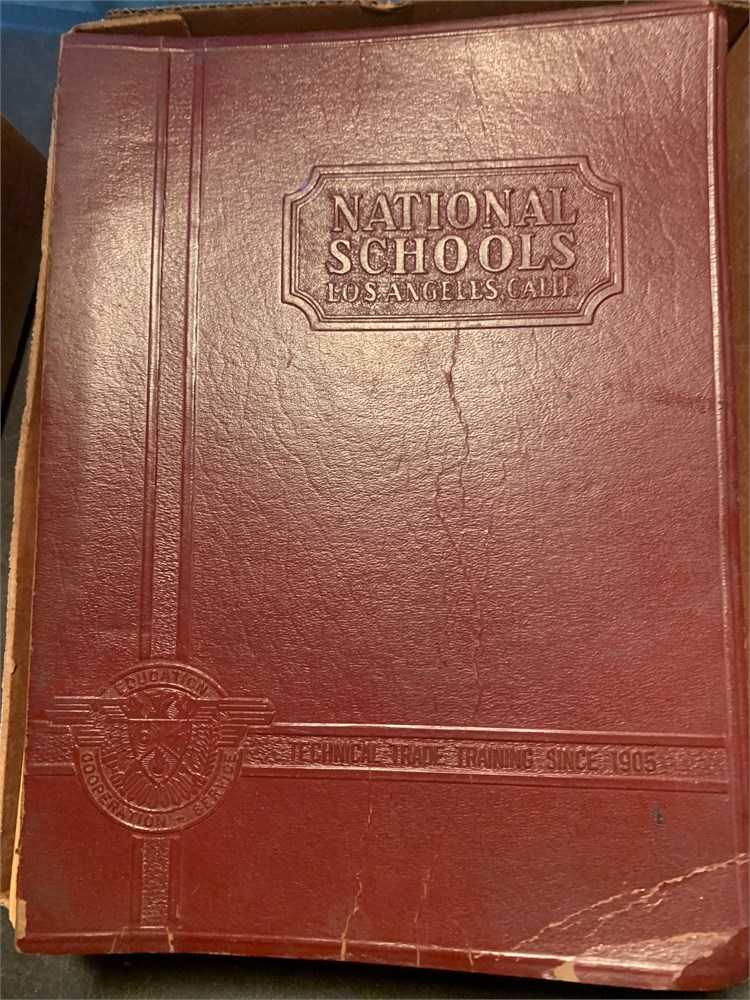 NATIONAL
SCHOOLS
LOS ANGELES, CALIF.
EDUCATION
COOPERATION - SERVICE
TECHNICAL TRADE TRAINING SINCE 1905